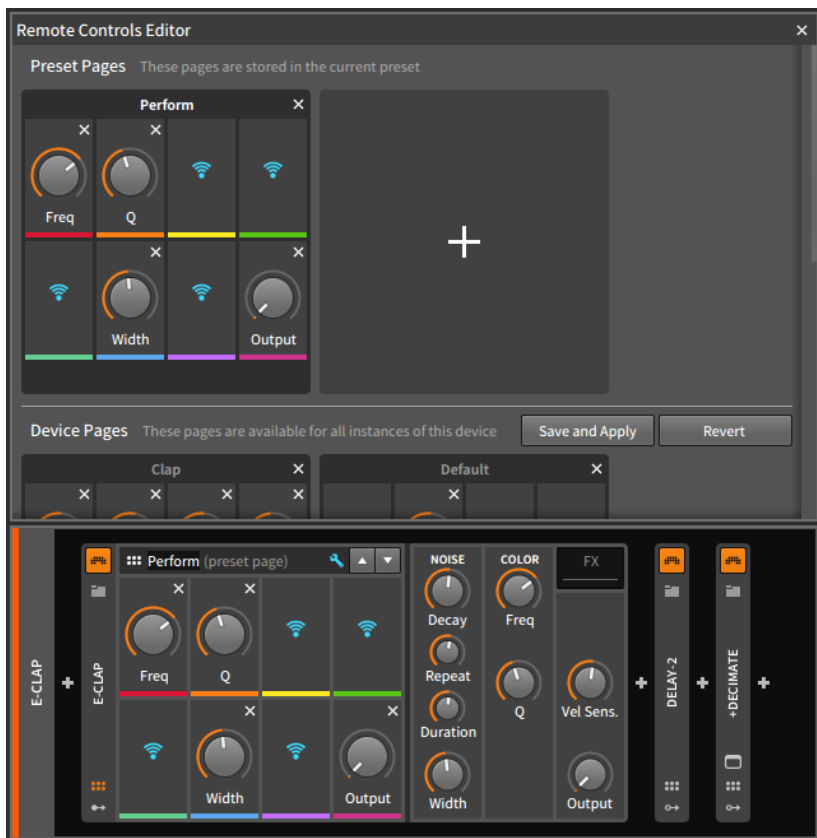 Remote Controls Editor
Preset Pages These pages are stored in the current preset
Perform
Freq Q
Width Output
Device Pages These pages are available for all instances of this device Save and Apply Revert
Clap Default
E-CLAP
E-CLAP
Perform (preset page)
Freq Q
Width Output
NOISE COLOR FX
Decay Freq
Repeat
Q Vel Sens.
Duration
Width Output
DELAY-2
+DECIMATE